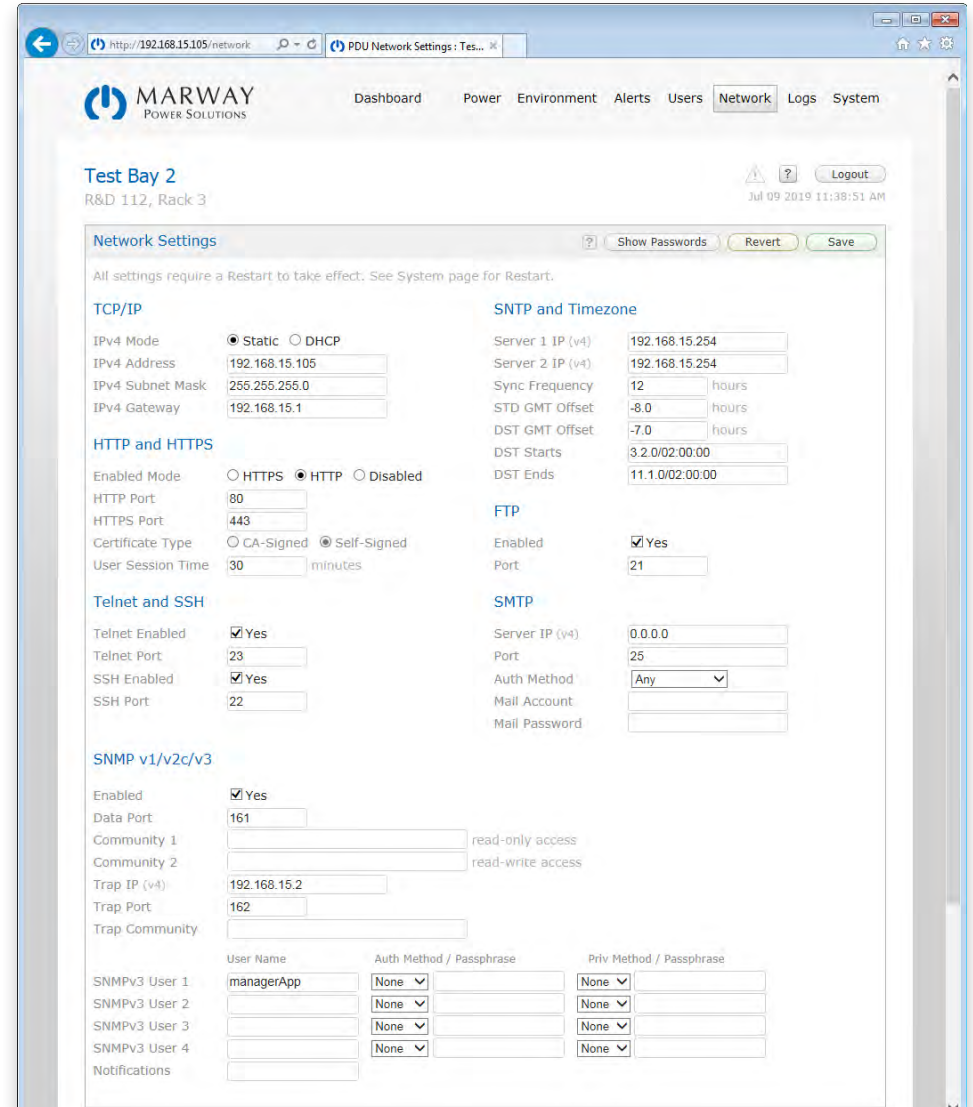 http://192.168.15.105/network
PDU Network Settings : Tes...
MARWAY
POWER SOLUTIONS
Dashboard Power Environment Alerts Users Network Logs System
Test Bay 2
? Logout
R&D 112, Rack 3
Jul 09 2019 11:38:51 AM
Network Settings
? Show Passwords Revert Save
All settings require a Restart to take effect. See System page for Restart.
TCP/IP
IPv4 Mode Static DHCP
IPv4 Address 192.168.15.105
IPv4 Subnet Mask 255.255.255.0
IPv4 Gateway 192.168.15.1
HTTP and HTTPS
Enabled Mode HTTPS HTTP Disabled
HTTP Port 80
HTTPS Port 443
Certificate Type CA-Signed Self-Signed
User Session Time 30 minutes
Telnet and SSH
Telnet Enabled Yes
Telnet Port 23
SSH Enabled Yes
SSH Port 22
SNTP and Timezone
Server 1 IP (v4) 192.168.15.254
Server 2 IP (v4) 192.168.15.254
Sync Frequency 12 hours
STD GMT Offset -8.0 hours
DST GMT Offset -7.0 hours
DST Starts 3.2.0/02:00:00
DST Ends 11.1.0/02:00:00
FTP
Enabled Yes
Port 21
SMTP
Server IP (v4) 0.0.0.0
Port 25
Auth Method Any
Mail Account
Mail Password
SNMP v1/v2c/v3
Enabled Yes
Data Port 161
Community 1 read-only access
Community 2 read-write access
Trap IP (v4) 192.168.15.2
Trap Port 162
Trap Community
User Name Auth Method / Passphrase Priv Method / Passphrase
SNMPv3 User 1 managerApp None None
SNMPv3 User 2 None None
SNMPv3 User 3 None None
SNMPv3 User 4 None None
Notifications